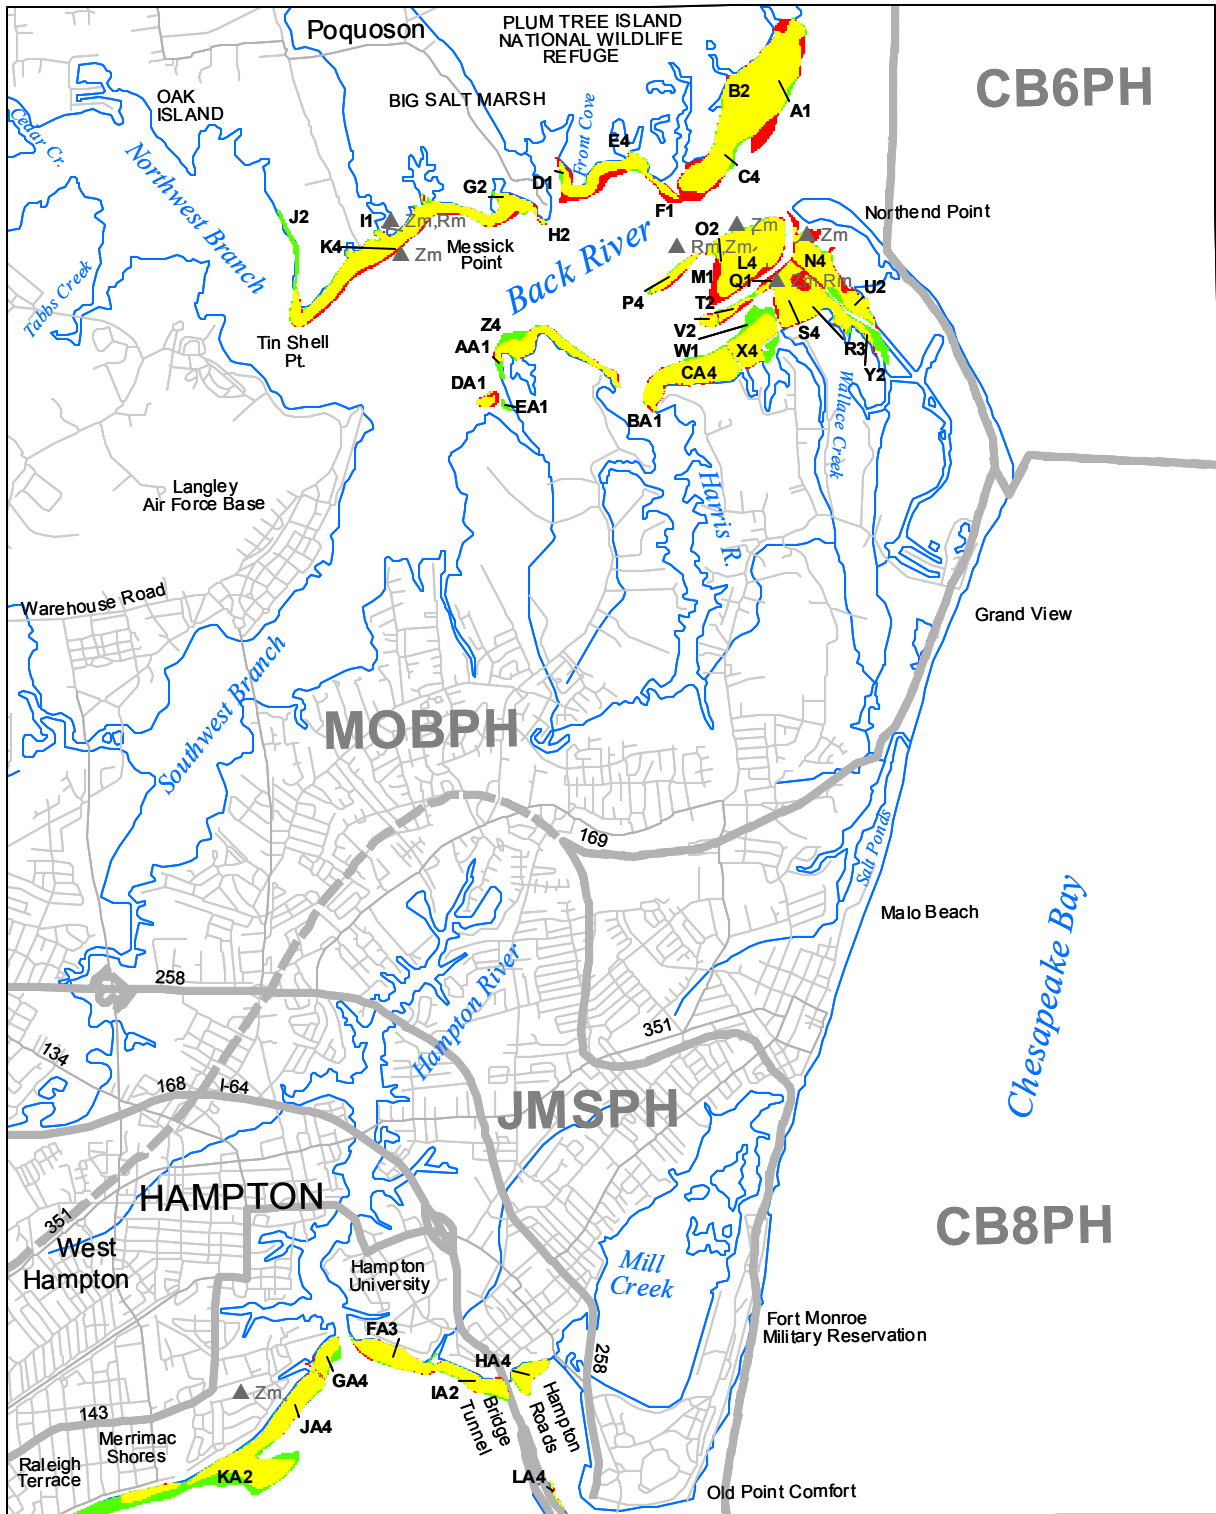 Poquoson
PLUM TREE ISLAND
NATIONAL WILDLIFE
REFUGE
CB6PH
OAK
ISLAND
BIG SALT MARSH
B2
A1
Cedar Cr.
Northwest Branch
Front Cove
E4
D1
C4
G2
F1
J2
I1
Zm,Rm
H2
K4
Zm
Messick
Point
Back River
Northend Point
O2
Zm
Zm
Rm,Zm
L4
N4
M1
Q1
Zm,Rm
U2
P4
T2
Tabbs Creek
Tin Shell
Pt.
Z4
V2
S4
AA1
W1
X4
R3
DA1
CA4
Y2
EA1
BA1
Wallace Creek
Langley
Air Force Base
Harris R.
Warehouse Road
Grand View
Southwest Branch
MOBPH
169
Salt Ponds
Malo Beach
Chesapeake Bay
258
Hampton River
351
134
168
I-64
JMSPH
HAMPTON
351
West
Hampton
CB8PH
Hampton
University
Mill
Creek
Fort Monroe
Military Reservation
FA3
HA4
258
GA4
IA2
Zm
Bridge
Tunnel
Hampton
Roads
143
JA4
Merrimac
Shores
Raleigh
Terrace
KA2
LA4
Old Point Comfort